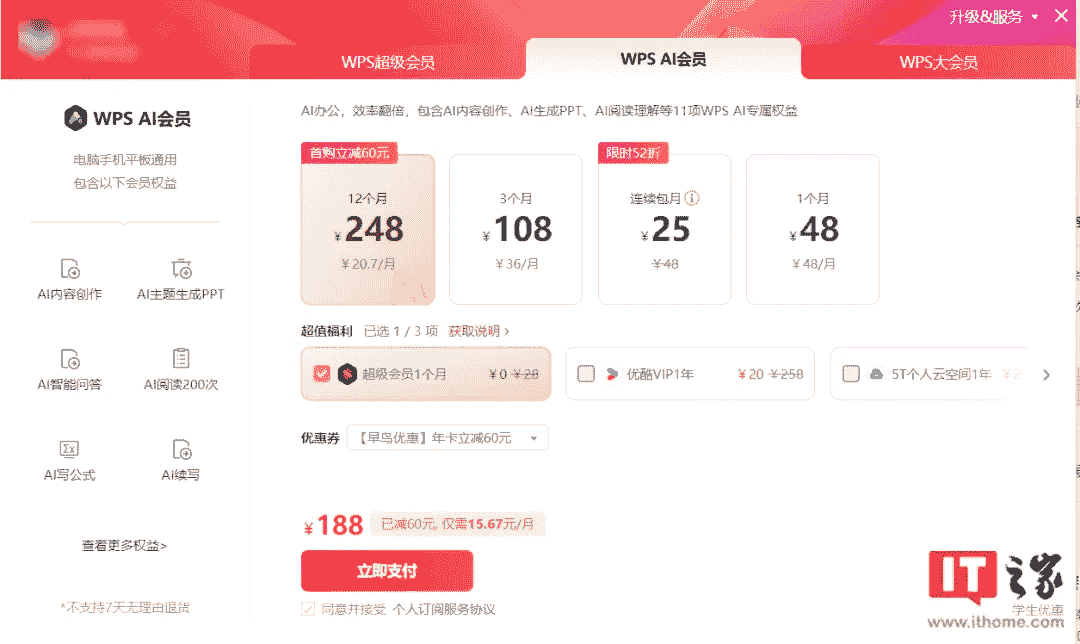 升级&服务
WPS超级会员
WPS AI会员
WPS大会员
WPS AI会员
电脑手机平板通用
包含以下会员权益
AI内容创作 AI主题生成PPT
AI智能问答 AI阅读200次
AI写公式 AI续写
查看更多权益>
*不支持7天无理由退货
AI办公，效率翻倍，包含AI内容创作、AI生成PPT、AI阅读理解等11项WPS AI专属权益
首购立减60元
12个月
¥248
¥20.7/月
3个月
¥108
¥36/月
限时52折
连续包月
¥25
¥48
1个月
¥48
¥48/月
超值福利 已选 1 / 3 项 获取说明 >
超级会员1个月 ¥0 ¥28
优酷VIP1年 ¥20 ¥258
5T个人云空间1年
优惠券 【早鸟优惠】年卡立减60元
¥188 已减60元, 仅需15.67元/月
立即支付
同意并接受 个人订阅服务协议
IT之家
学生优惠
www.ithome.com